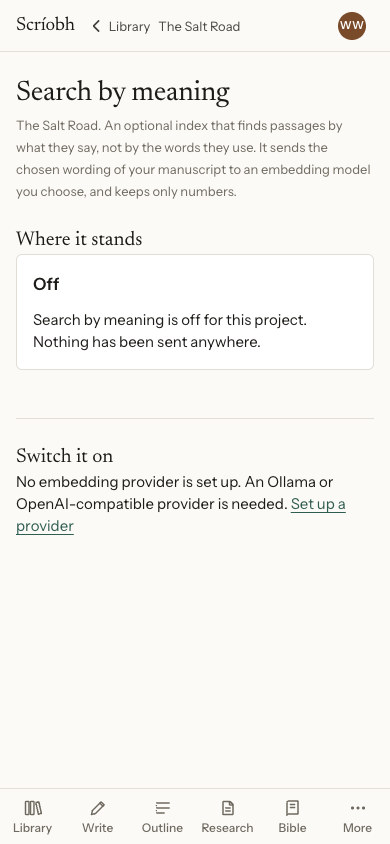 Scríobh
Library The Salt Road
WW
Search by meaning
The Salt Road. An optional index that finds passages by
what they say, not by the words they use. It sends the
chosen wording of your manuscript to an embedding model
you choose, and keeps only numbers.
Where it stands
Off
Search by meaning is off for this project.
Nothing has been sent anywhere.
Switch it on
No embedding provider is set up. An Ollama or
OpenAI-compatible provider is needed. Set up a
provider
Library Write Outline Research Bible More